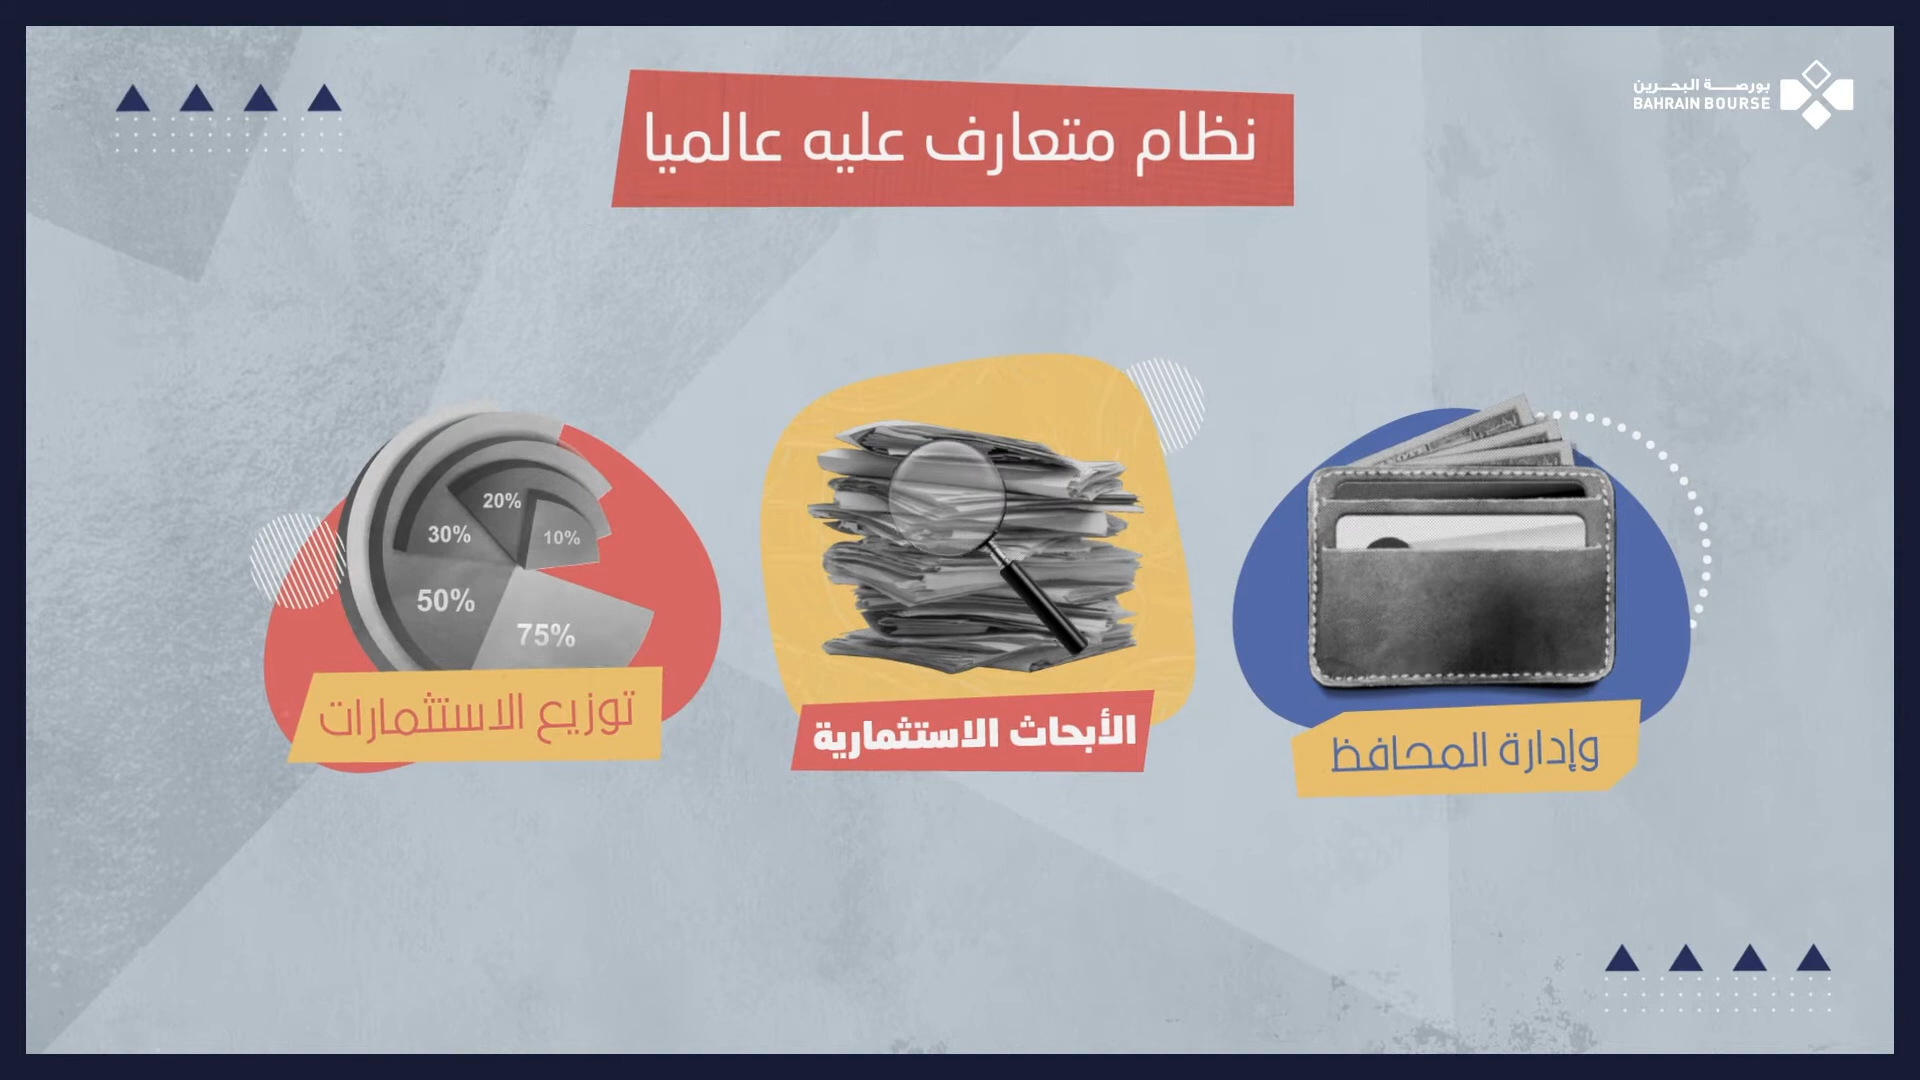 بورصة البحرين
BAHRAIN BOURSE
نظام متعارف عليه عالميا
وإدارة المحافظ
الأبحاث الاستثمارية
20%
30%
10%
50%
75%
توزيع الاستثمارات